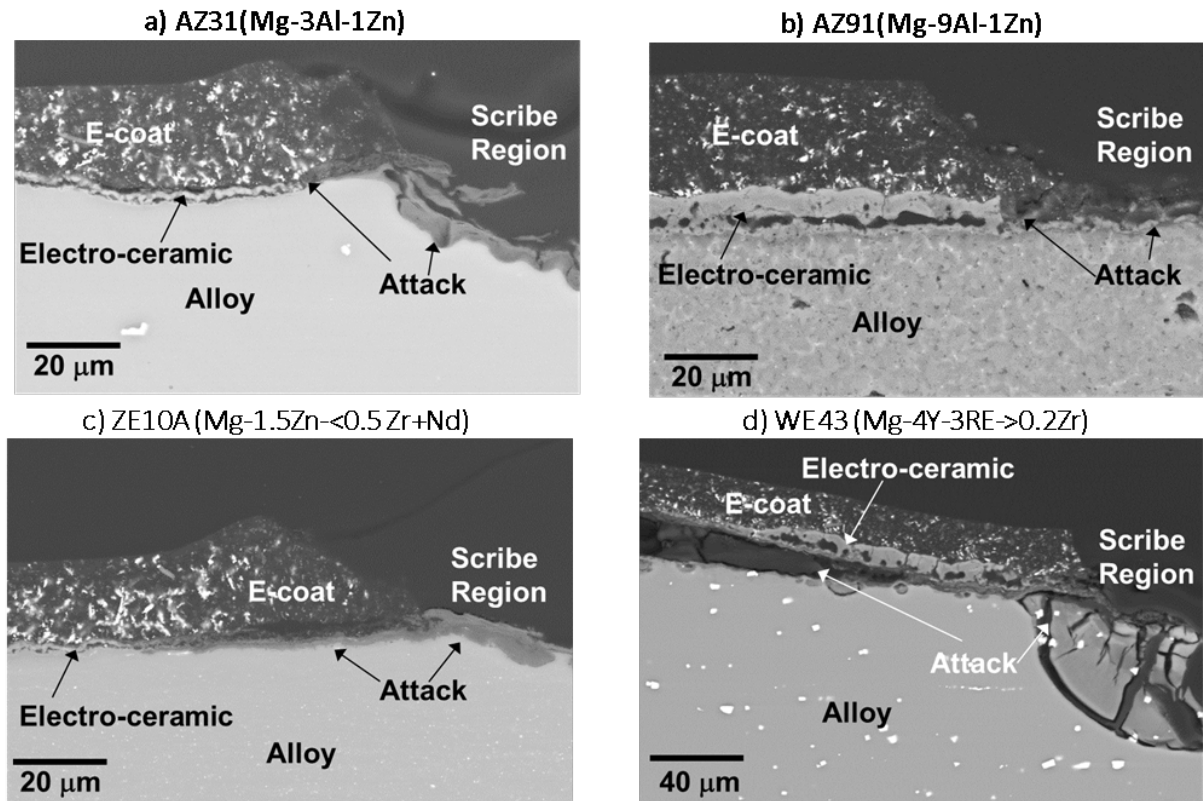 a) AZ31(Mg-3Al-1Zn)
E-coat
Scribe
Region
Electro-ceramic
Attack
Alloy
20 μm
b) AZ91(Mg-9Al-1Zn)
E-coat
Scribe
Region
Electro-ceramic
Attack
Alloy
20 μm
c) ZE10A (Mg-1.5Zn-<0.5 Zr+Nd)
Scribe
Region
E-coat
Attack
Electro-ceramic
Alloy
20 μm
d) WE43 (Mg-4Y-3RE->0.2Zr)
Electro-ceramic
E-coat
Scribe
Region
Attack
Alloy
40 μm